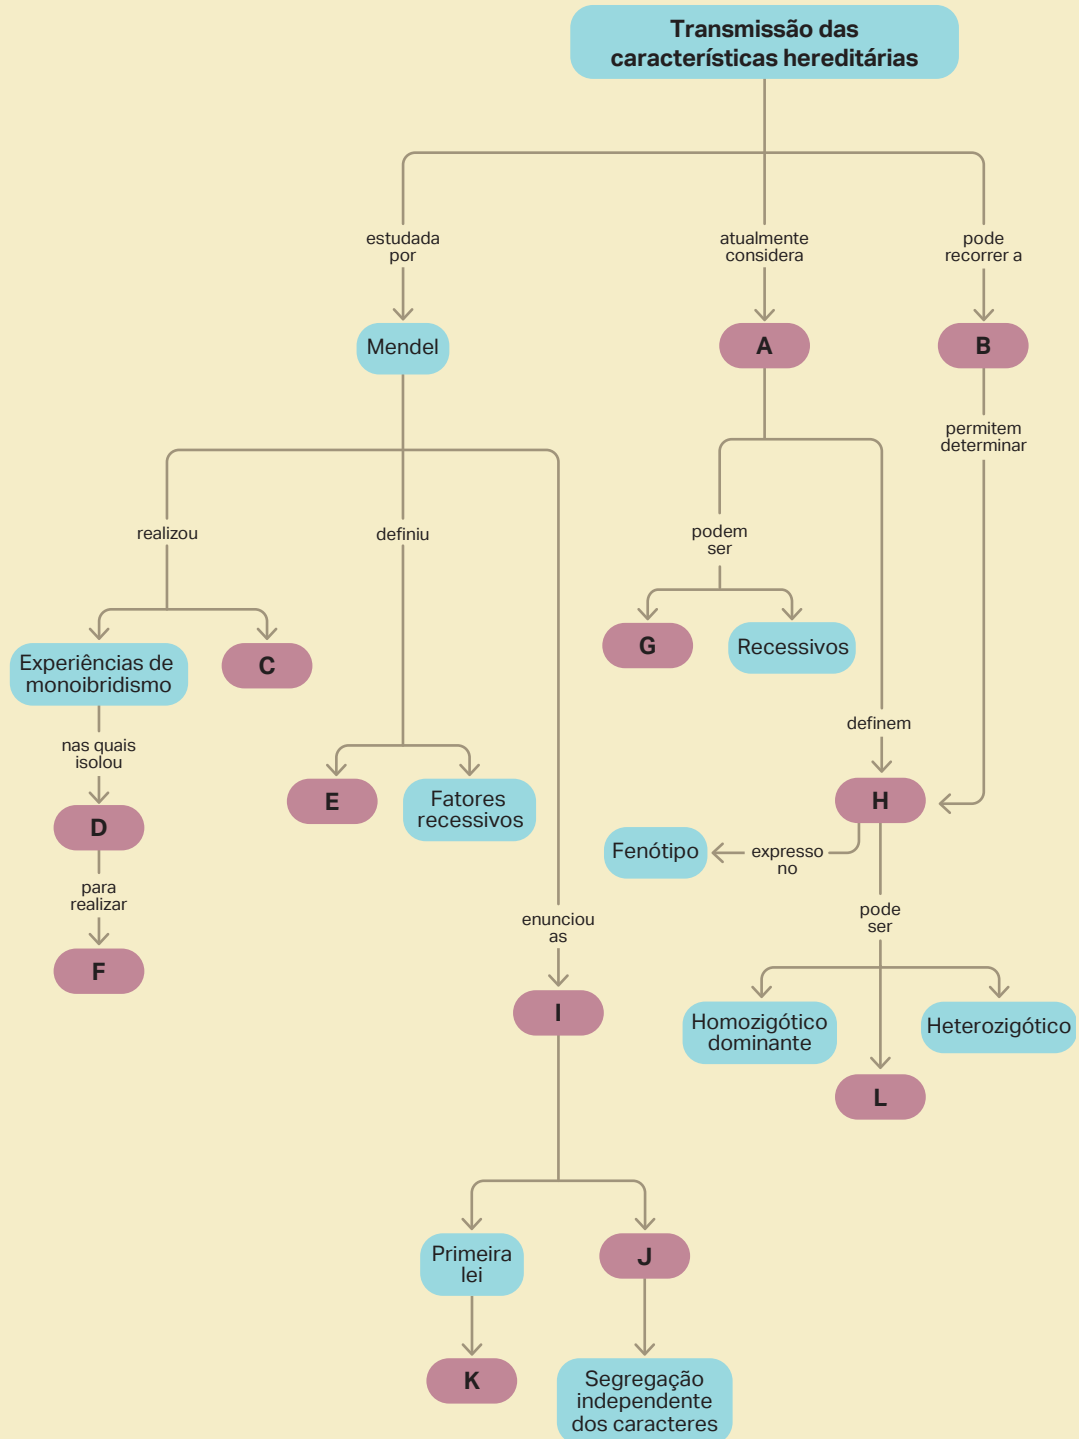 Transmissão das
características hereditárias
estudada
por
atualmente
considera
pode
recorrer a
Mendel
A
B
permitem
determinar
realizou
definiu
podem
ser
Experiências de
monoibridismo
C
G
Recessivos
nas quais
isolou
definem
E
Fatores
recessivos
H
D
Fenótipo
expresso
no
para
realizar
enunciou
as
pode
ser
F
I
Homozigótico
dominante
Heterozigótico
L
Primeira
lei
J
K
Segregação
independente
dos caracteres